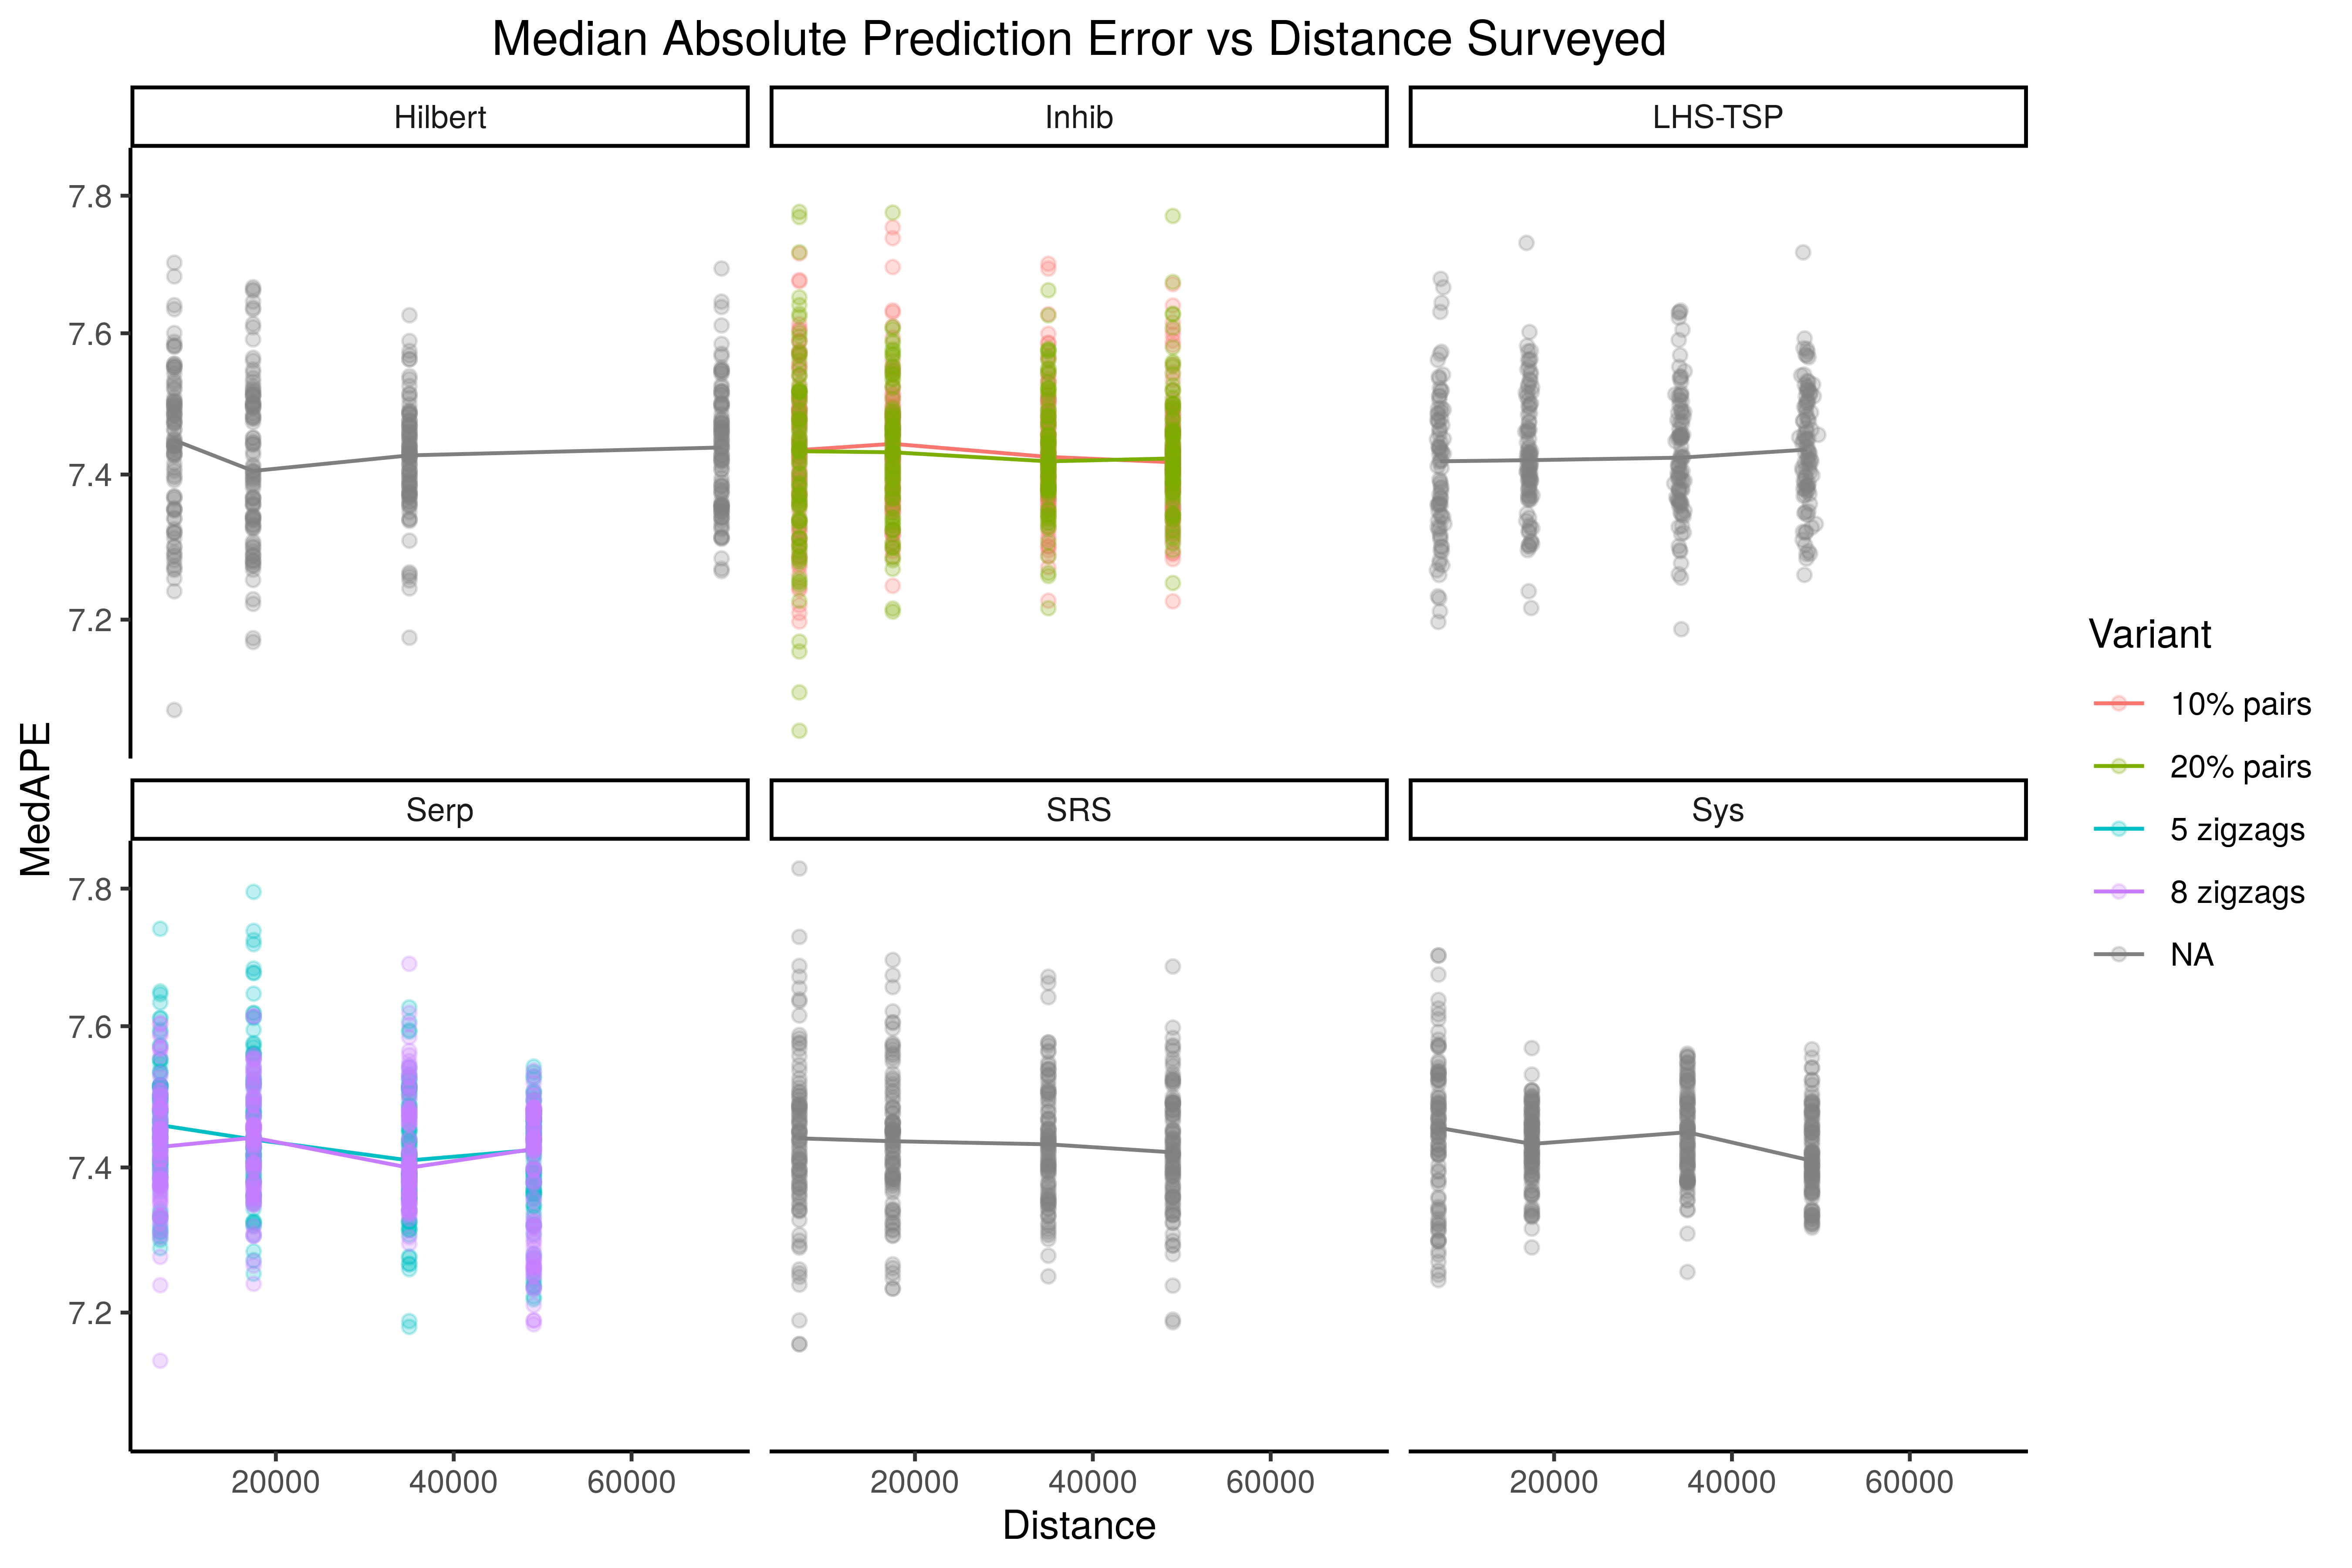 Median Absolute Prediction Error vs Distance Surveyed
Hilbert
Inhib
LHS-TSP
7.8
7.6
7.4
7.2
Serp
SRS
Sys
7.8
7.6
7.4
7.2
MedAPE
20000 40000 60000
20000 40000 60000
20000 40000 60000
Distance
Variant
10% pairs
20% pairs
5 zigzags
8 zigzags
NA